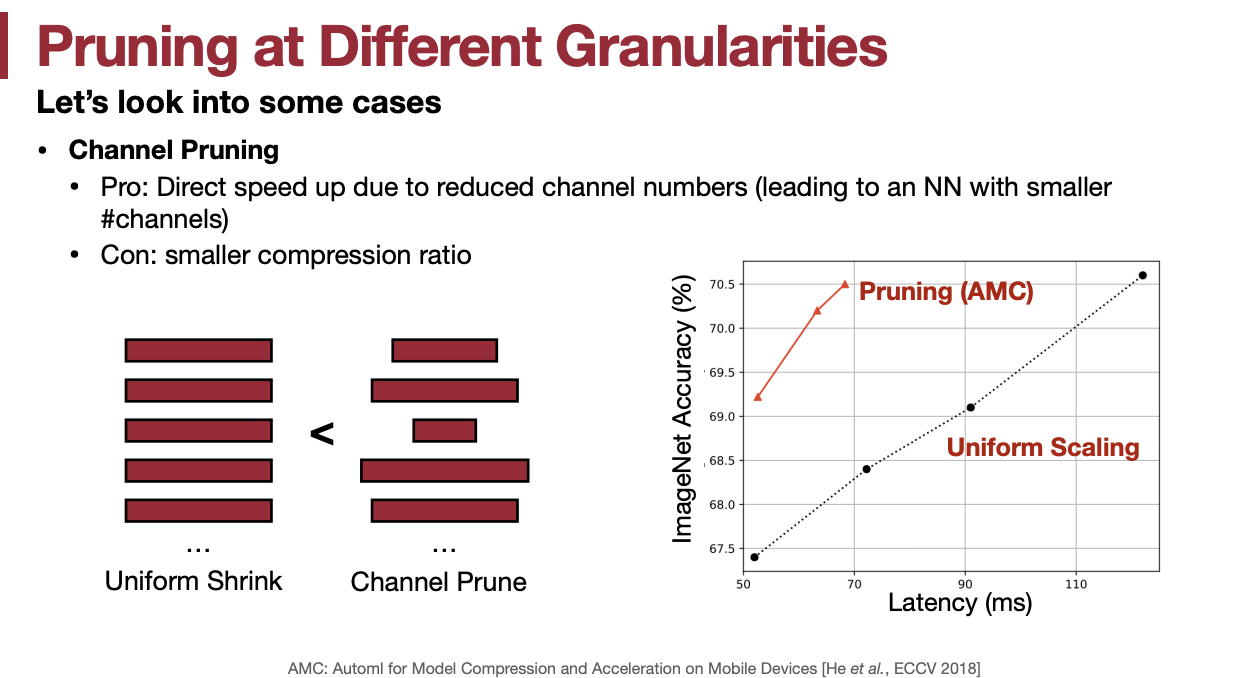 Pruning at Different Granularities
Let’s look into some cases
• Channel Pruning
• Pro: Direct speed up due to reduced channel numbers (leading to an NN with smaller
#channels)
• Con: smaller compression ratio
<
...
Uniform Shrink
...
Channel Prune
ImageNet Accuracy (%)
70.5
70.0
69.5
69.0
68.5
68.0
67.5
Pruning (AMC)
Uniform Scaling
50 70 90 110
Latency (ms)
AMC: Automl for Model Compression and Acceleration on Mobile Devices [He et al., ECCV 2018]